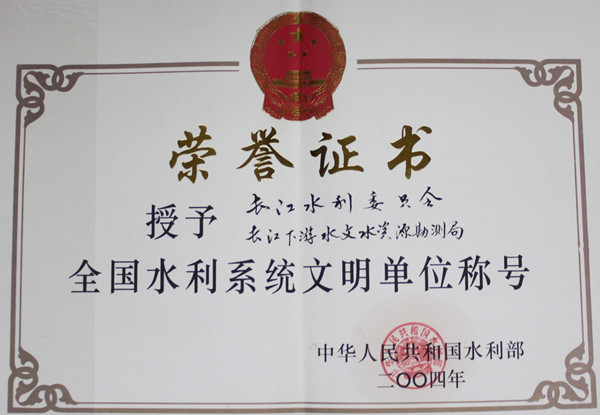 荣誉证书
长江水利委员会
授予
长江下游水文水资源勘测局
全国水利系统文明单位称号
中华人民共和国水利部
二〇〇四年